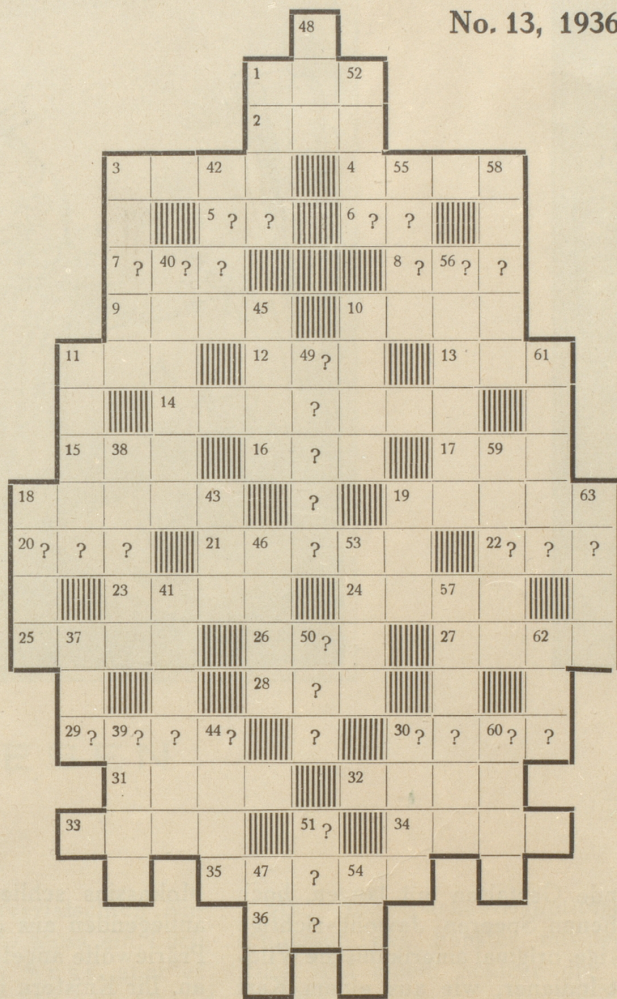 No. 13, 1936
48
1 52
2
3 42 4 55 58
5 ? ? 6 ? ?
7 ? 40 ? ? 8 ? 56 ? ?
9 45 10
11 12 49 ? 13 61
14 ?
15 38 16 ? 17 59
18 43 ? 19 63
20 ? ? ? 21 46 ? 53 22 ? ? ?
23 41 24 57
25 37 26 50 ? 27 62
28 ?
29 ? 39 ? ? 44 ? ? 30 ? ? 60 ? ?
31 32
33 51 ? 34
35 47 ? 54
36 ?